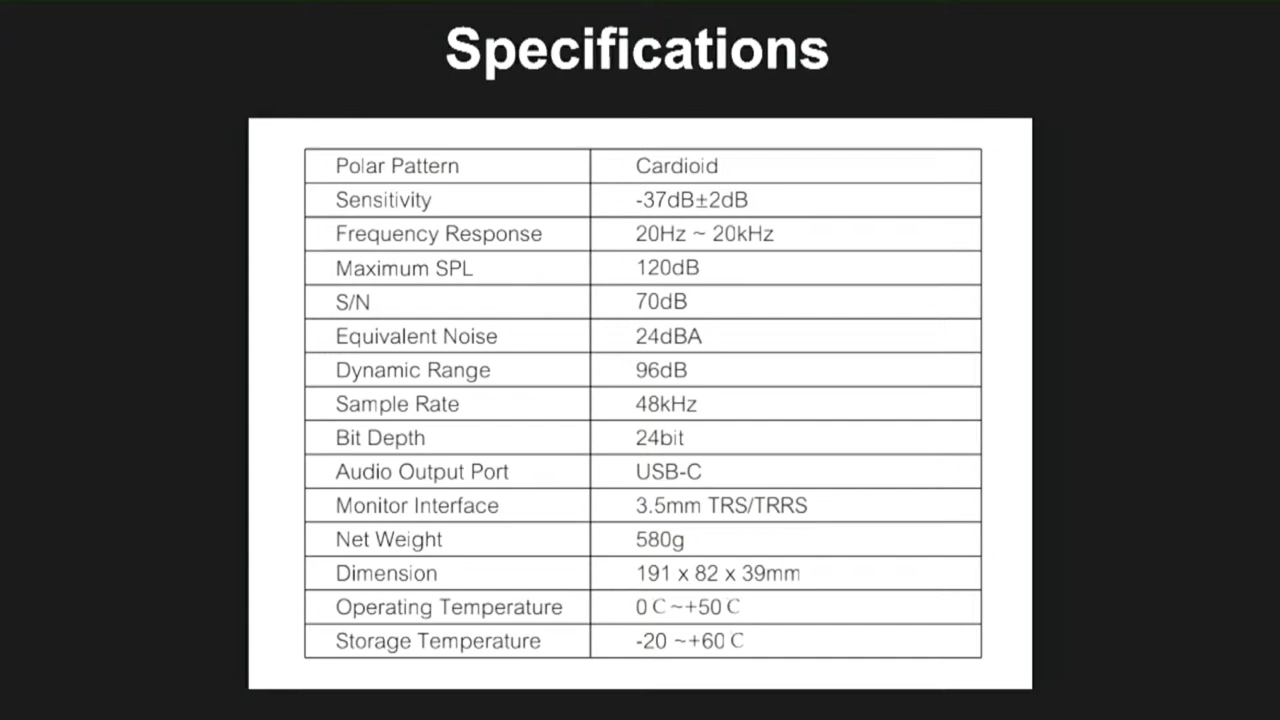 Specifications
Polar Pattern Cardioid
Sensitivity -37dB±2dB
Frequency Response 20Hz ~ 20kHz
Maximum SPL 120dB
S/N 70dB
Equivalent Noise 24dBA
Dynamic Range 96dB
Sample Rate 48kHz
Bit Depth 24bit
Audio Output Port USB-C
Monitor Interface 3.5mm TRS/TRRS
Net Weight 580g
Dimension 191 x 82 x 39mm
Operating Temperature 0 C ~+50 C
Storage Temperature -20 ~+60 C